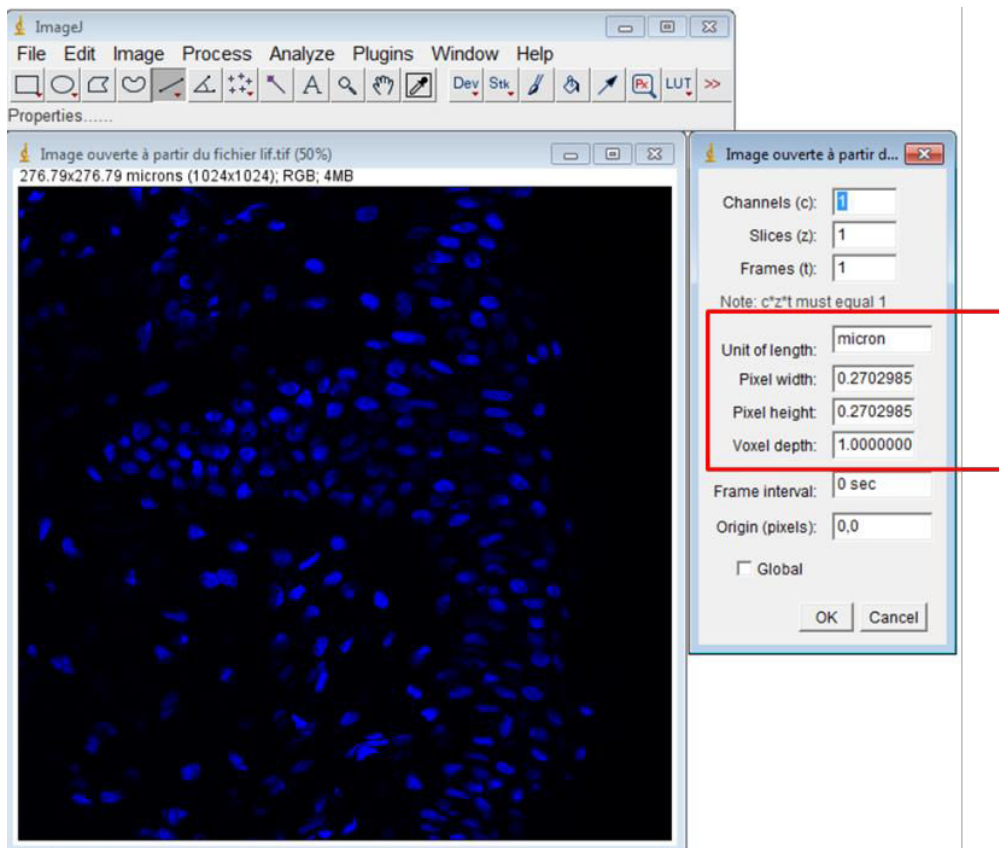 ImageJ
File Edit Image Process Analyze Plugins Window Help
A Dev Stk Px LUT >>
Properties......
Image ouverte à partir du fichier lif.tif (50%)
276.79x276.79 microns (1024x1024); RGB; 4MB
Image ouverte à partir d...
Channels (c): 1
Slices (z): 1
Frames (t): 1
Note: c*z*t must equal 1
Unit of length: micron
Pixel width: 0.2702985
Pixel height: 0.2702985
Voxel depth: 1.0000000
Frame interval: 0 sec
Origin (pixels): 0,0
Global
OK Cancel